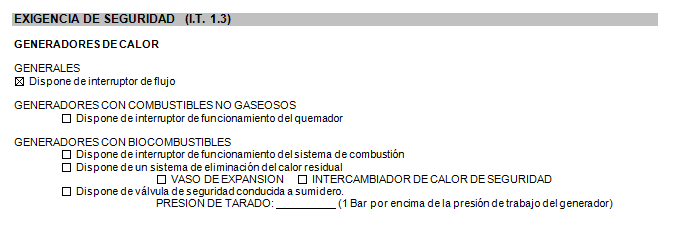 EXIGENCIA DE SEGURIDAD (I.T. 1.3)
GENERADORES DE CALOR
GENERALES
☒ Dispone de interruptor de flujo
GENERADORES CON COMBUSTIBLES NO GASEOSOS
☐ Dispone de interruptor de funcionamiento del quemador
GENERADORES CON BIOCOMBUSTIBLES
☐ Dispone de interruptor de funcionamiento del sistema de combustión
☐ Dispone de un sistema de eliminación del calor residual
☐ VASO DE EXPANSION ☐ INTERCAMBIADOR DE CALOR DE SEGURIDAD
☐ Dispone de válvula de seguridad conducida a sumidero.
PRESION DE TARADO: __________ (1 Bar por encima de la presión de trabajo del generador)